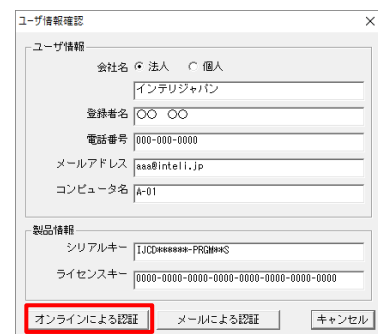 ユーザ情報確認
ユーザ情報
会社名 法人 個人
インテリジャパン
登録者名 〇〇 〇〇
電話番号 000-000-0000
メールアドレス aaa@inteli.jp
コンピュータ名 A-01
製品情報
シリアルキー IJCD******-PRGM**S
ライセンスキー 0000-0000-0000-0000-0000-0000-0000-0000
オンラインによる認証 メールによる認証 キャンセル